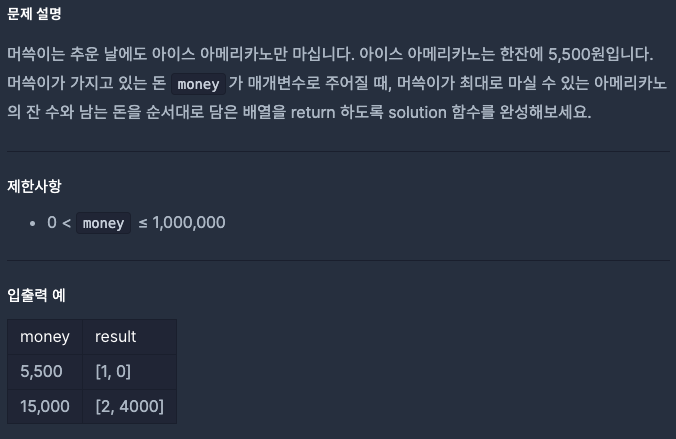 문제 설명
머쓱이는 추운 날에도 아이스 아메리카노만 마십니다. 아이스 아메리카노는 한잔에 5,500원입니다.
머쓱이가 가지고 있는 돈 money 가 매개변수로 주어질 때, 머쓱이가 최대로 마실 수 있는 아메리카노
의 잔 수와 남는 돈을 순서대로 담은 배열을 return 하도록 solution 함수를 완성해보세요.
제한사항
• 0 < money ≤ 1,000,000
입출력 예
money result
5,500 [1, 0]
15,000 [2, 4000]